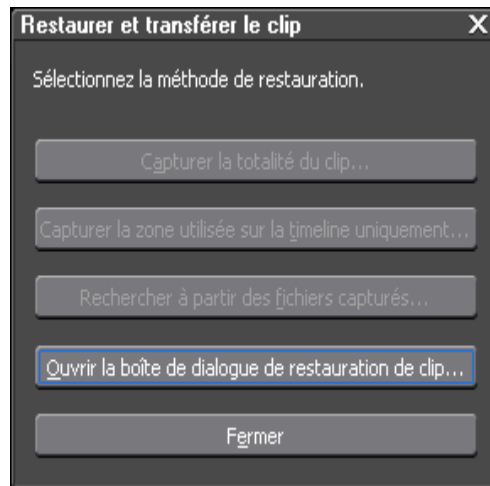 Restaurer et transférer le clip
Sélectionnez la méthode de restauration.
Capturer la totalité du clip...
Capturer la zone utilisée sur la timeline uniquement...
Rechercher à partir des fichiers capturés...
Ouvrir la boîte de dialogue de restauration de clip...
Fermer